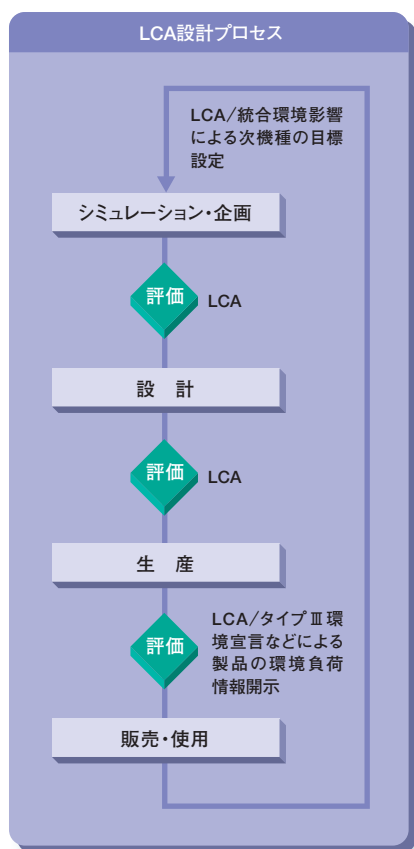 LCA設計プロセス
LCA/統合環境影響
による次機種の目標
設定
シミュレーション・企画
評価
LCA
設 計
評価
LCA
生 産
評価
LCA/タイプⅢ環
境宣言などによる
製品の環境負荷
情報開示
販売・使用